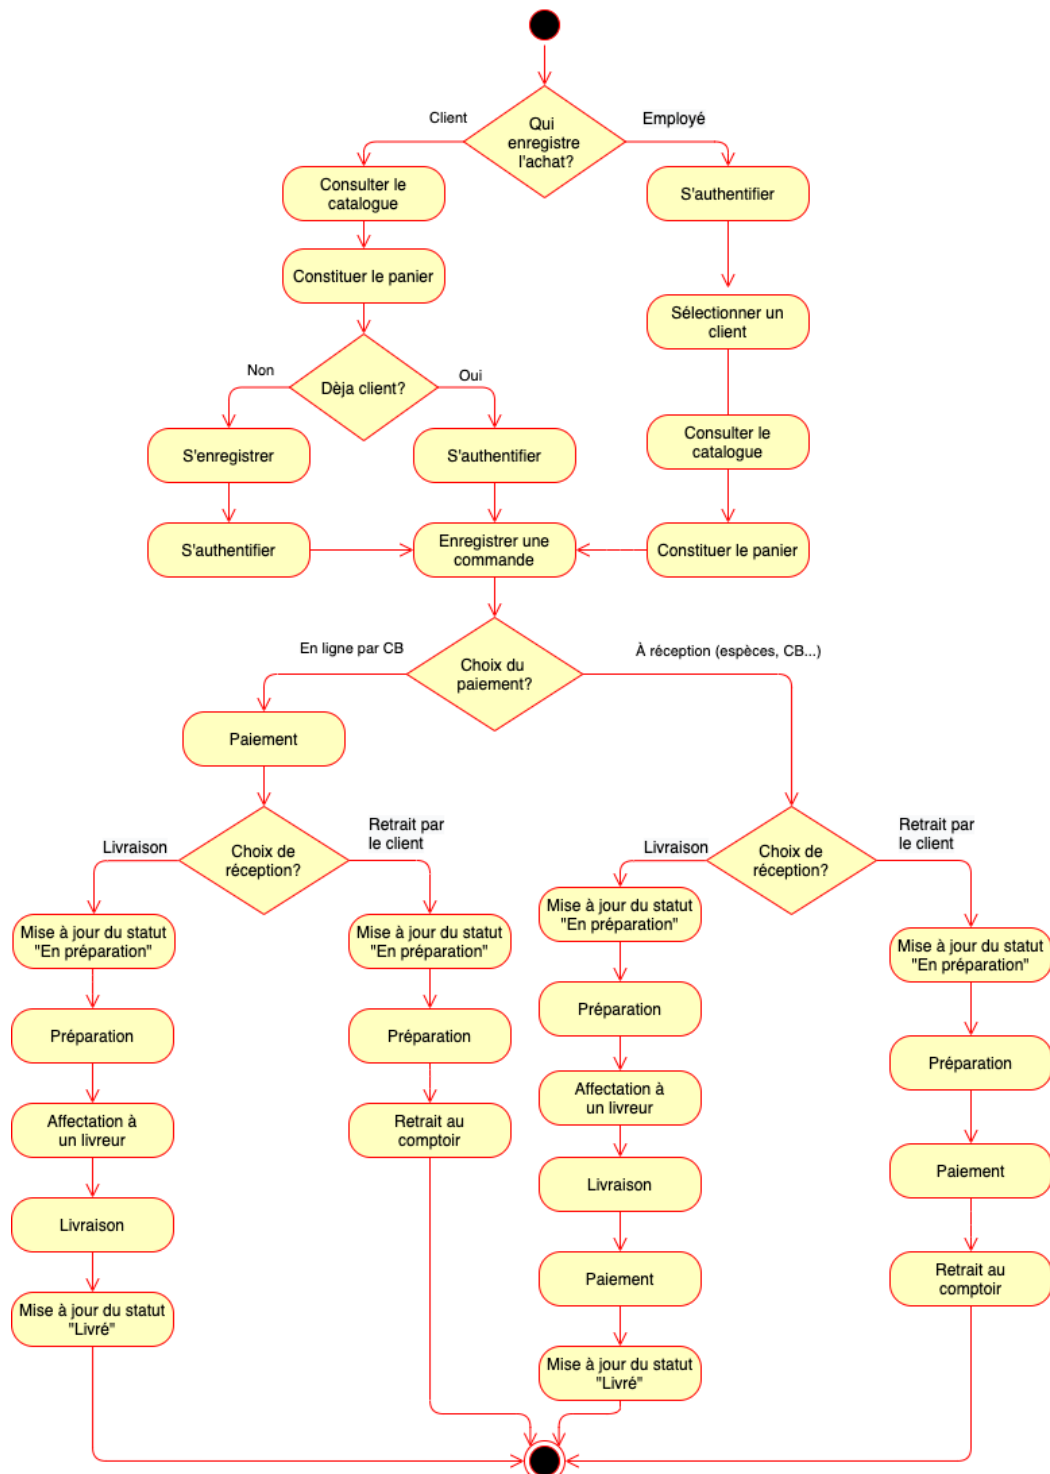 Client
Employé
Qui
enregistre
l'achat?
Consulter le
catalogue
S'authentifier
Constituer le panier
Sélectionner un
client
Non
Dèja client?
Oui
S'enregistrer
S'authentifier
Consulter le
catalogue
S'authentifier
Enregistrer une
commande
Constituer le panier
En ligne par CB
Choix du
paiement?
À réception (espèces, CB...)
Paiement
Livraison
Choix de
réception?
Retrait par
le client
Livraison
Choix de
réception?
Retrait par
le client
Mise à jour du statut
"En préparation"
Mise à jour du statut
"En préparation"
Mise à jour du statut
"En préparation"
Mise à jour du statut
"En préparation"
Préparation
Préparation
Préparation
Préparation
Affectation à
un livreur
Retrait au
comptoir
Affectation à
un livreur
Paiement
Livraison
Livraison
Paiement
Retrait au
comptoir
Mise à jour du statut
"Livré"
Mise à jour du statut
"Livré"